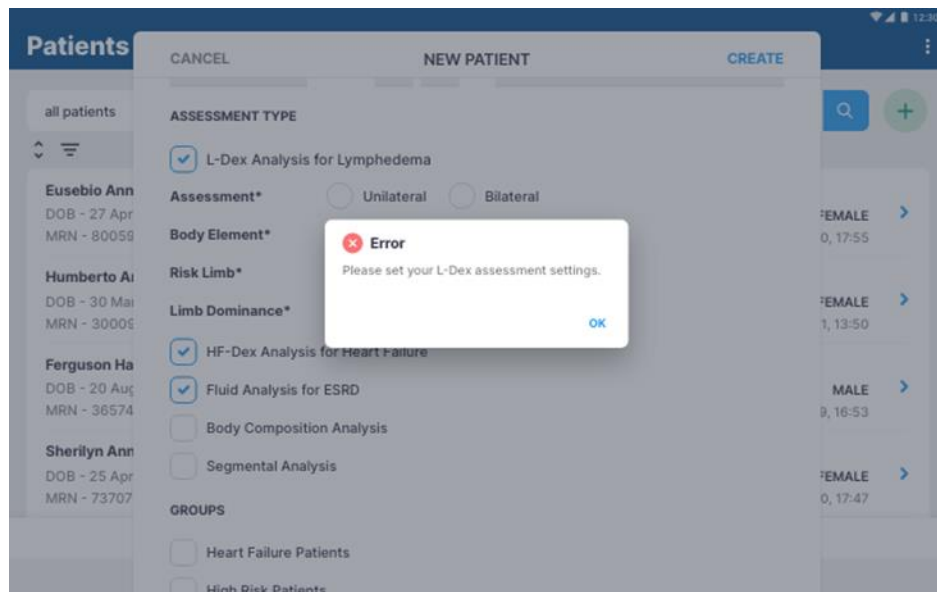 12:30
Patients
CANCEL NEW PATIENT CREATE
all patients
ASSESSMENT TYPE
L-Dex Analysis for Lymphedema
Assessment* Unilateral Bilateral
Body Element*
Risk Limb*
Limb Dominance*
HF-Dex Analysis for Heart Failure
Fluid Analysis for ESRD
Body Composition Analysis
Segmental Analysis
GROUPS
Heart Failure Patients
High Risk Patients
Error
Please set your L-Dex assessment settings.
OK
Eusebio Ann
DOB - 27 Apr FEMALE
MRN - 80059 0, 17:55
Humberto
DOB - 30 FEMALE
MRN - 30009 1, 13:50
Ferguson Ha
DOB - 20 Aug MALE
MRN - 36574 9, 16:53
Sherilyn Ann
DOB - 25 Apr FEMALE
MRN - 73707 0, 17:47